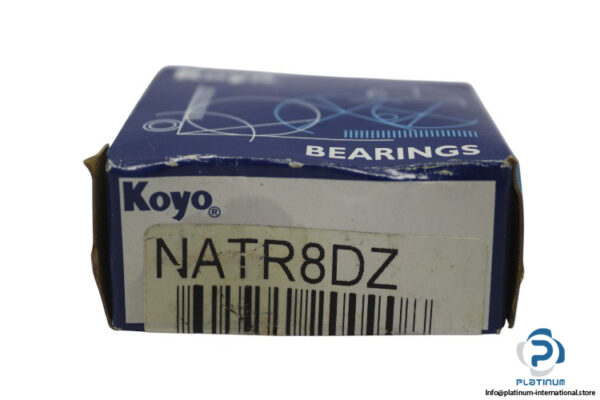 BEARINGS
Koyo®
NATR8DZ
PLATINUM
Info@platinum-international.store